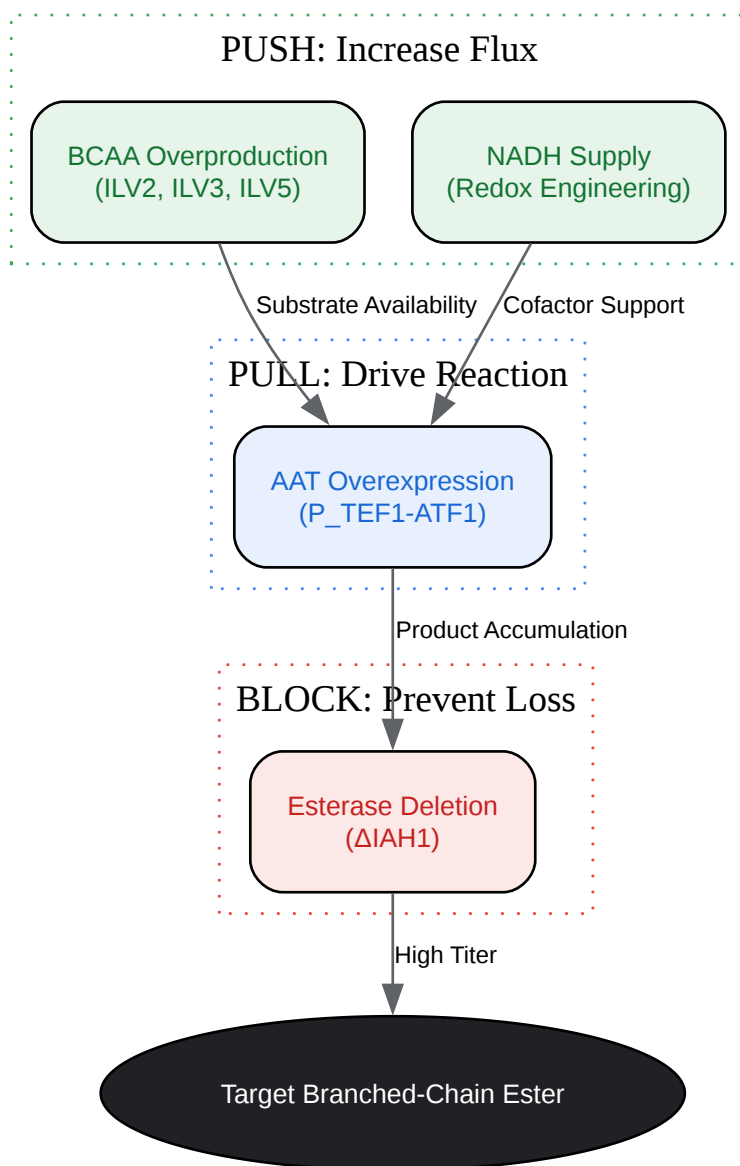 PUSH: Increase Flux
BCAA Overproduction
(ILV2, ILV3, ILV5)
NADH Supply
(Redox Engineering)
Substrate Availability
Cofactor Support
PULL: Drive Reaction
AAT Overexpression
(P_TEF1-ATF1)
Product Accumulation
BLOCK: Prevent Loss
Esterase Deletion
(ΔIAH1)
High Titer
Target Branched-Chain Ester